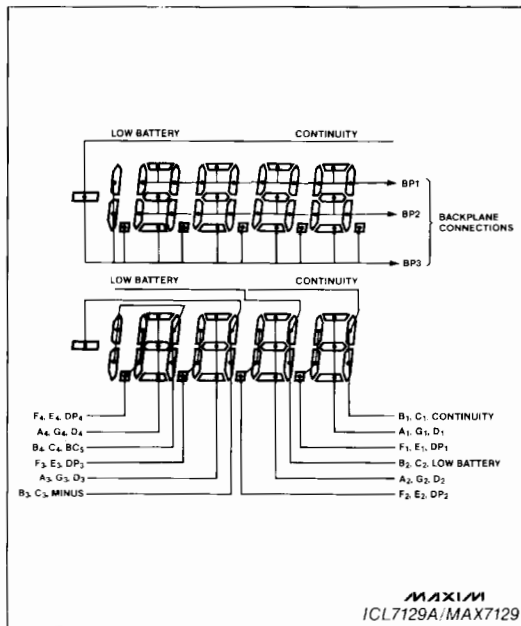 LOW BATTERY CONTINUITY
BP1
BP2
BACKPLANE
CONNECTIONS
BP3
LOW BATTERY CONTINUITY
F4, E4, DP4
A4, G4, D4
B4, C4, BC5
F3, E3, DP3
A3, G3, D3
B3, C3, MINUS
B1, C1, CONTINUITY
A1, G1, D1
F1, E1, DP1
B2, C2, LOW BATTERY
A2, G2, D2
F2, E2, DP2
MAXIM
ICL7129A/MAX7129